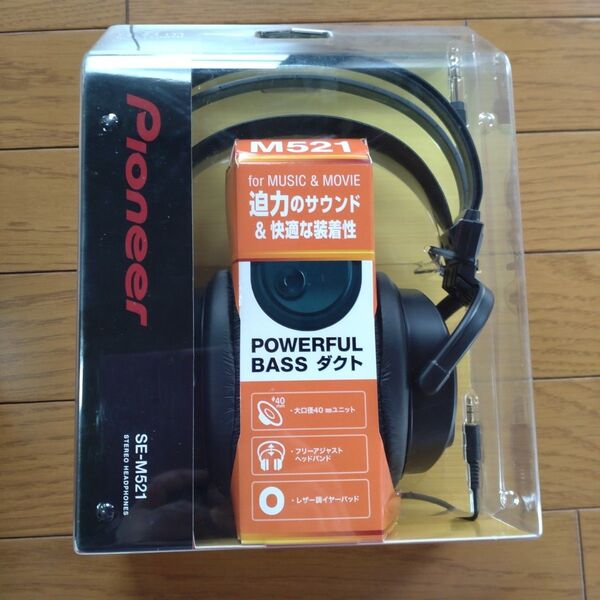 Pioneer
SE-M521
STEREO HEADPHONES
M521
for MUSIC & MOVIE
迫力のサウンド
& 快適な装着性
POWERFUL
BASS ダクト
φ40
・大口径40 ㎜ユニット
・フリーアジャスト
ヘッドバンド
・レザー調イヤーパッド